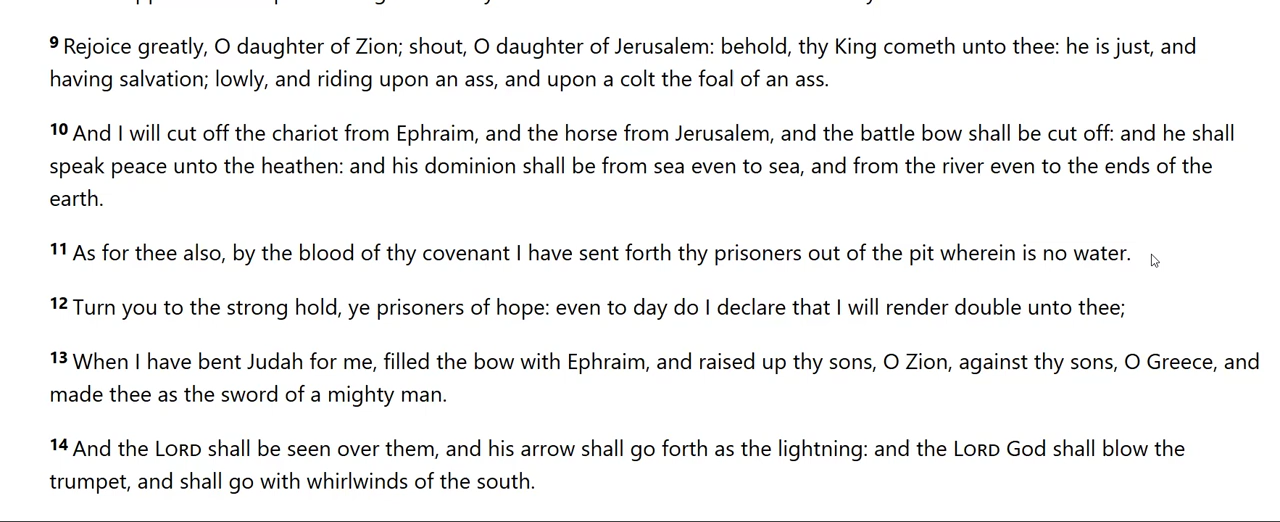 9 Rejoice greatly, O daughter of Zion; shout, O daughter of Jerusalem: behold, thy King cometh unto thee: he is just, and
having salvation; lowly, and riding upon an ass, and upon a colt the foal of an ass.
10 And I will cut off the chariot from Ephraim, and the horse from Jerusalem, and the battle bow shall be cut off: and he shall
speak peace unto the heathen: and his dominion shall be from sea even to sea, and from the river even to the ends of the
earth.
11 As for thee also, by the blood of thy covenant I have sent forth thy prisoners out of the pit wherein is no water.
12 Turn you to the strong hold, ye prisoners of hope: even to day do I declare that I will render double unto thee;
13 When I have bent Judah for me, filled the bow with Ephraim, and raised up thy sons, O Zion, against thy sons, O Greece, and
made thee as the sword of a mighty man.
14 And the LORD shall be seen over them, and his arrow shall go forth as the lightning: and the LORD God shall blow the
trumpet, and shall go with whirlwinds of the south.